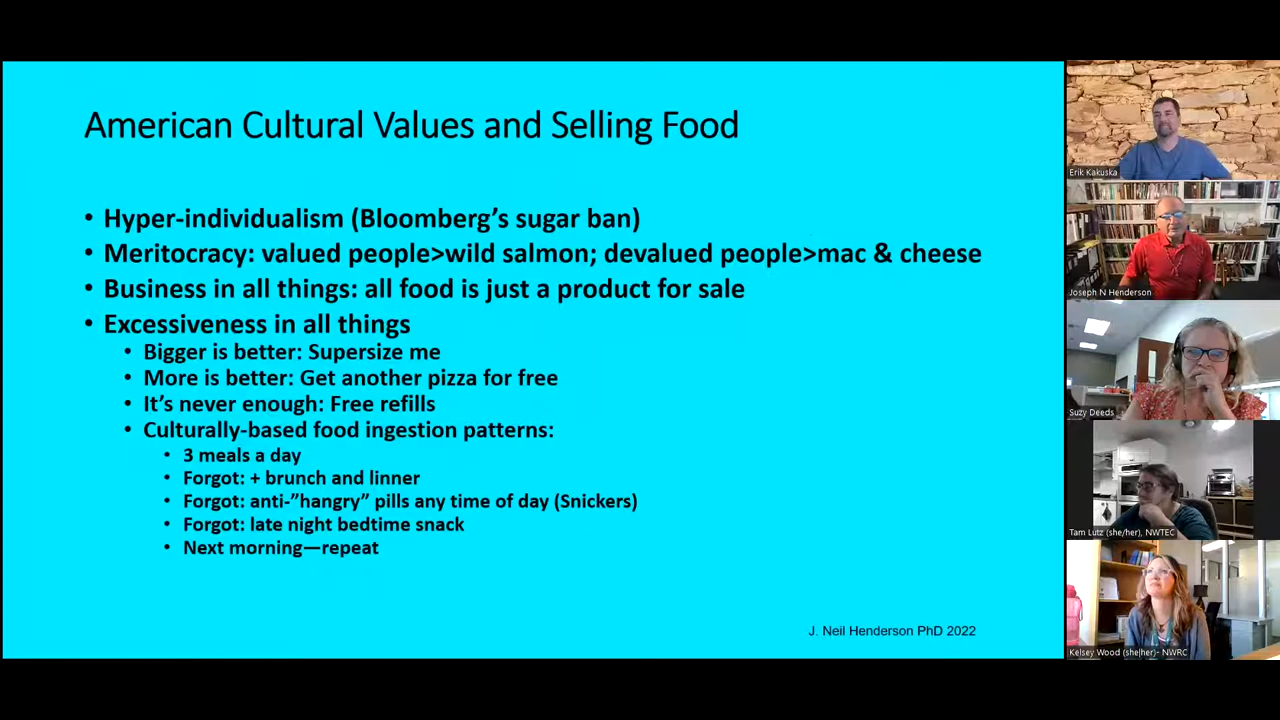 American Cultural Values and Selling Food
• Hyper-individualism (Bloomberg’s sugar ban)
• Meritocracy: valued people>wild salmon; devalued people>mac & cheese
• Business in all things: all food is just a product for sale
• Excessiveness in all things
• Bigger is better: Supersize me
• More is better: Get another pizza for free
• It’s never enough: Free refills
• Culturally-based food ingestion patterns:
• 3 meals a day
• Forgot: + brunch and linner
• Forgot: anti-”hangry” pills any time of day (Snickers)
• Forgot: late night bedtime snack
• Next morning—repeat
J. Neil Henderson PhD 2022
Erik Kakuska
Joseph N Henderson
Suzy Deeds
Tam Lutz (she/her), NWTEC
Kelsey Wood (she|her)- NWRC